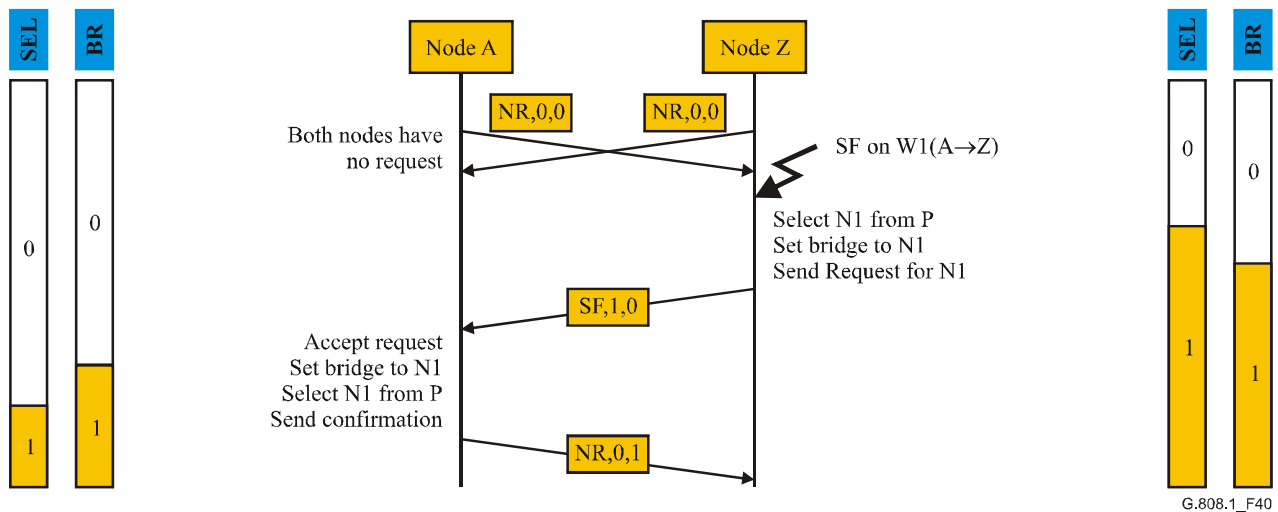 SEL
BR
Node A
Node Z
SEL
BR
NR,0,0
NR,0,0
Both nodes have
no request
SF on W1(A→Z)
0
0
0
0
Select N1 from P
Set bridge to N1
Send Request for N1
SF,1,0
Accept request
Set bridge to N1
Select N1 from P
Send confirmation
1
1
1
1
NR,0,1
G.808.1_F40